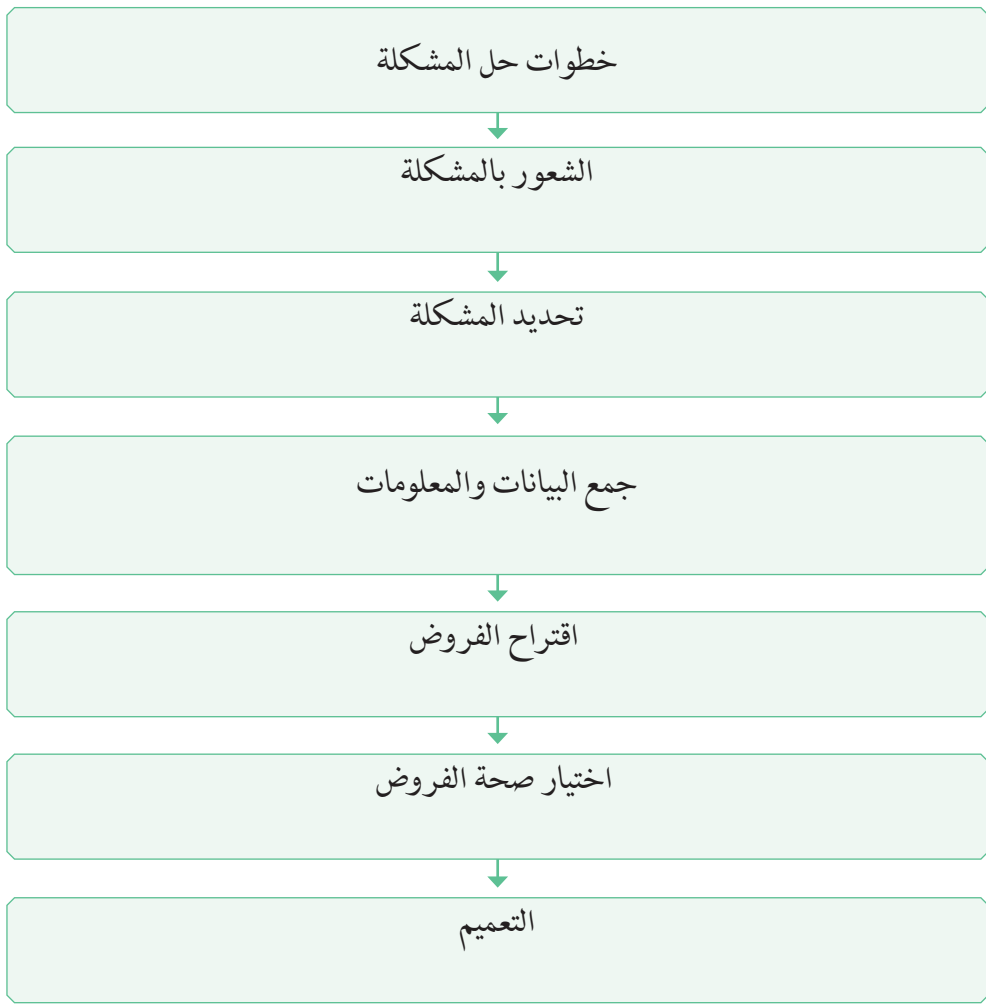 خطوات حل المشكلة
الشعور بالمشكلة
تحديد المشكلة
جمع البيانات والمعلومات
اقتراح الفروض
اختيار صحة الفروض
التعميم